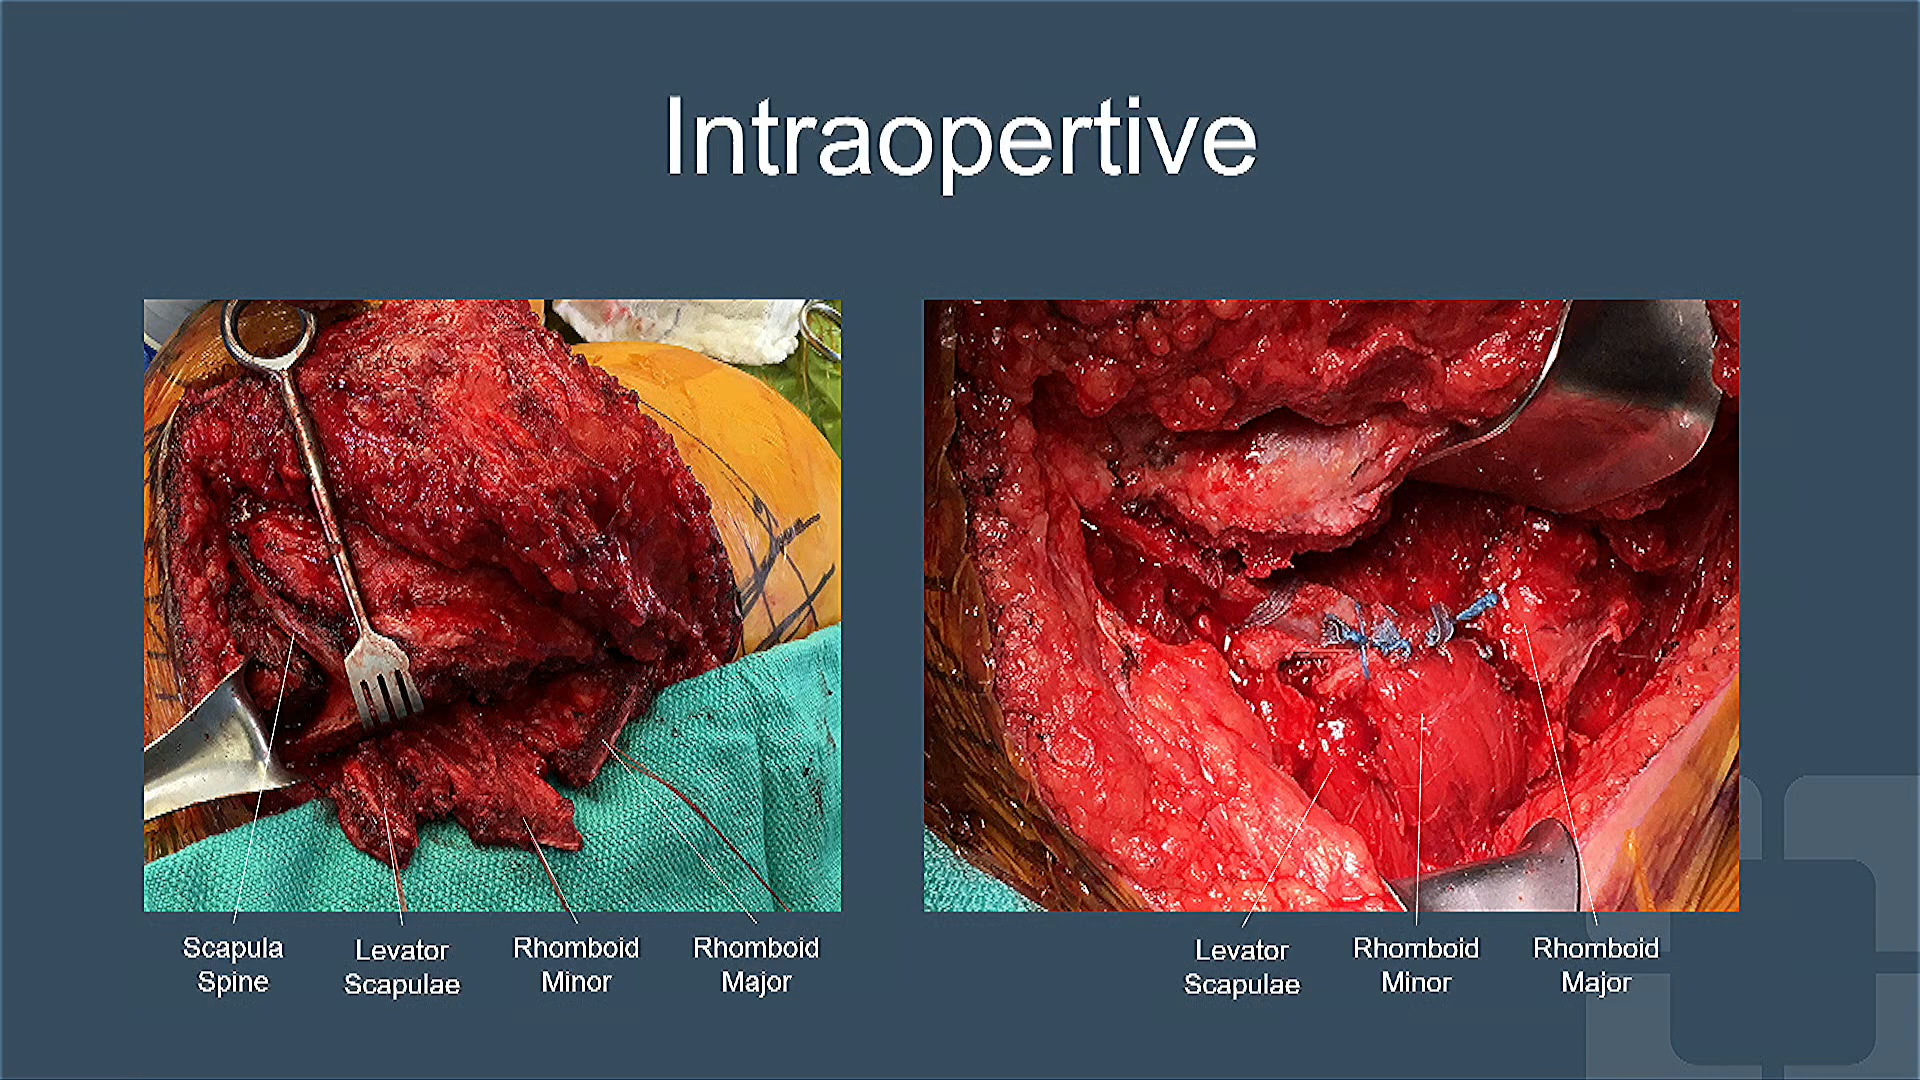 Intraopertive
Scapula
Spine
Levator
Scapulae
Rhomboid
Minor
Rhomboid
Major
Levator
Scapulae
Rhomboid
Minor
Rhomboid
Major